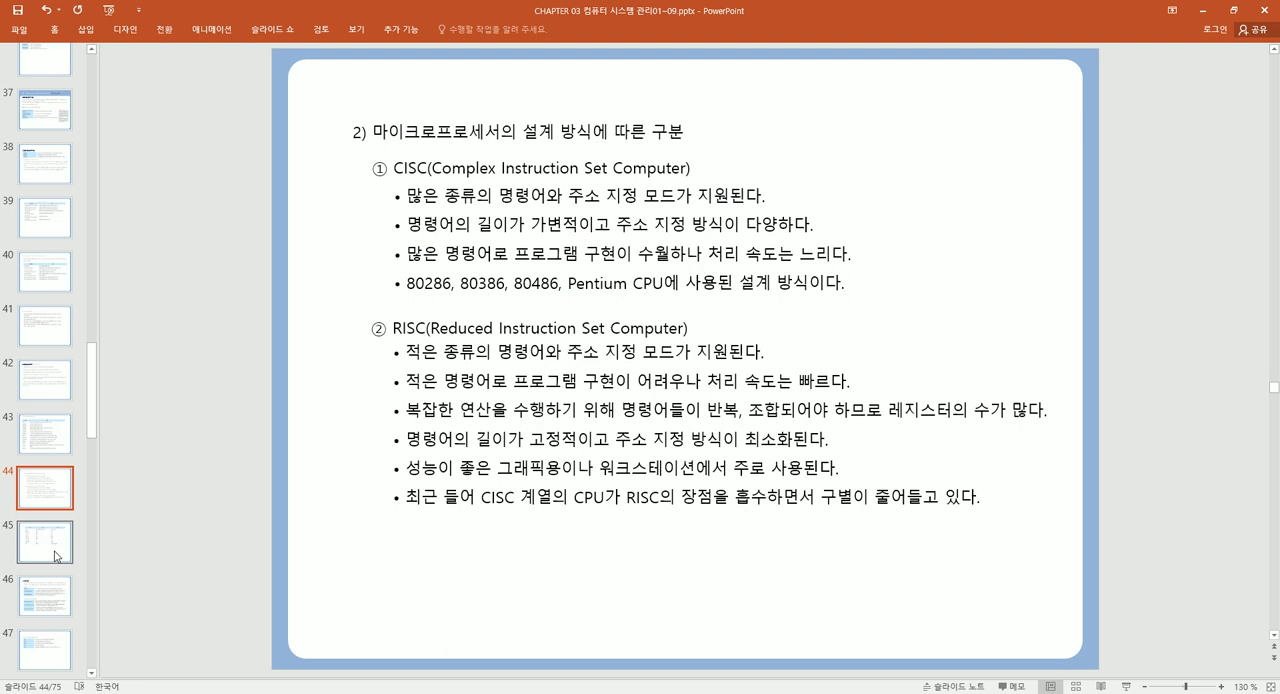 CHAPTER 03 컴퓨터 시스템 관리01~09.pptx - PowerPoint
파일 홈 삽입 디자인 전환 애니메이션 슬라이드 쇼 검토 보기 추가 기능 수행할 작업을 알려 주세요. 로그인 공유
37
38
39
40
41
42
43
44
45
46
47
2) 마이크로프로세서의 설계 방식에 따른 구분
① CISC(Complex Instruction Set Computer)
• 많은 종류의 명령어와 주소 지정 모드가 지원된다.
• 명령어의 길이가 가변적이고 주소 지정 방식이 다양하다.
• 많은 명령어로 프로그램 구현이 수월하나 처리 속도는 느리다.
• 80286, 80386, 80486, Pentium CPU에 사용된 설계 방식이다.
② RISC(Reduced Instruction Set Computer)
• 적은 종류의 명령어와 주소 지정 모드가 지원된다.
• 적은 명령어로 프로그램 구현이 어려우나 처리 속도는 빠르다.
• 복잡한 연산을 수행하기 위해 명령어들이 반복, 조합되어야 하므로 레지스터의 수가 많다.
• 명령어의 길이가 고정적이고 주소 지정 방식이 최소화된다.
• 성능이 좋은 그래픽용이나 워크스테이션에서 주로 사용된다.
• 최근 들어 CISC 계열의 CPU가 RISC의 장점을 흡수하면서 구별이 줄어들고 있다.
슬라이드 44/75 한국어 슬라이드 노트 메모 130 %